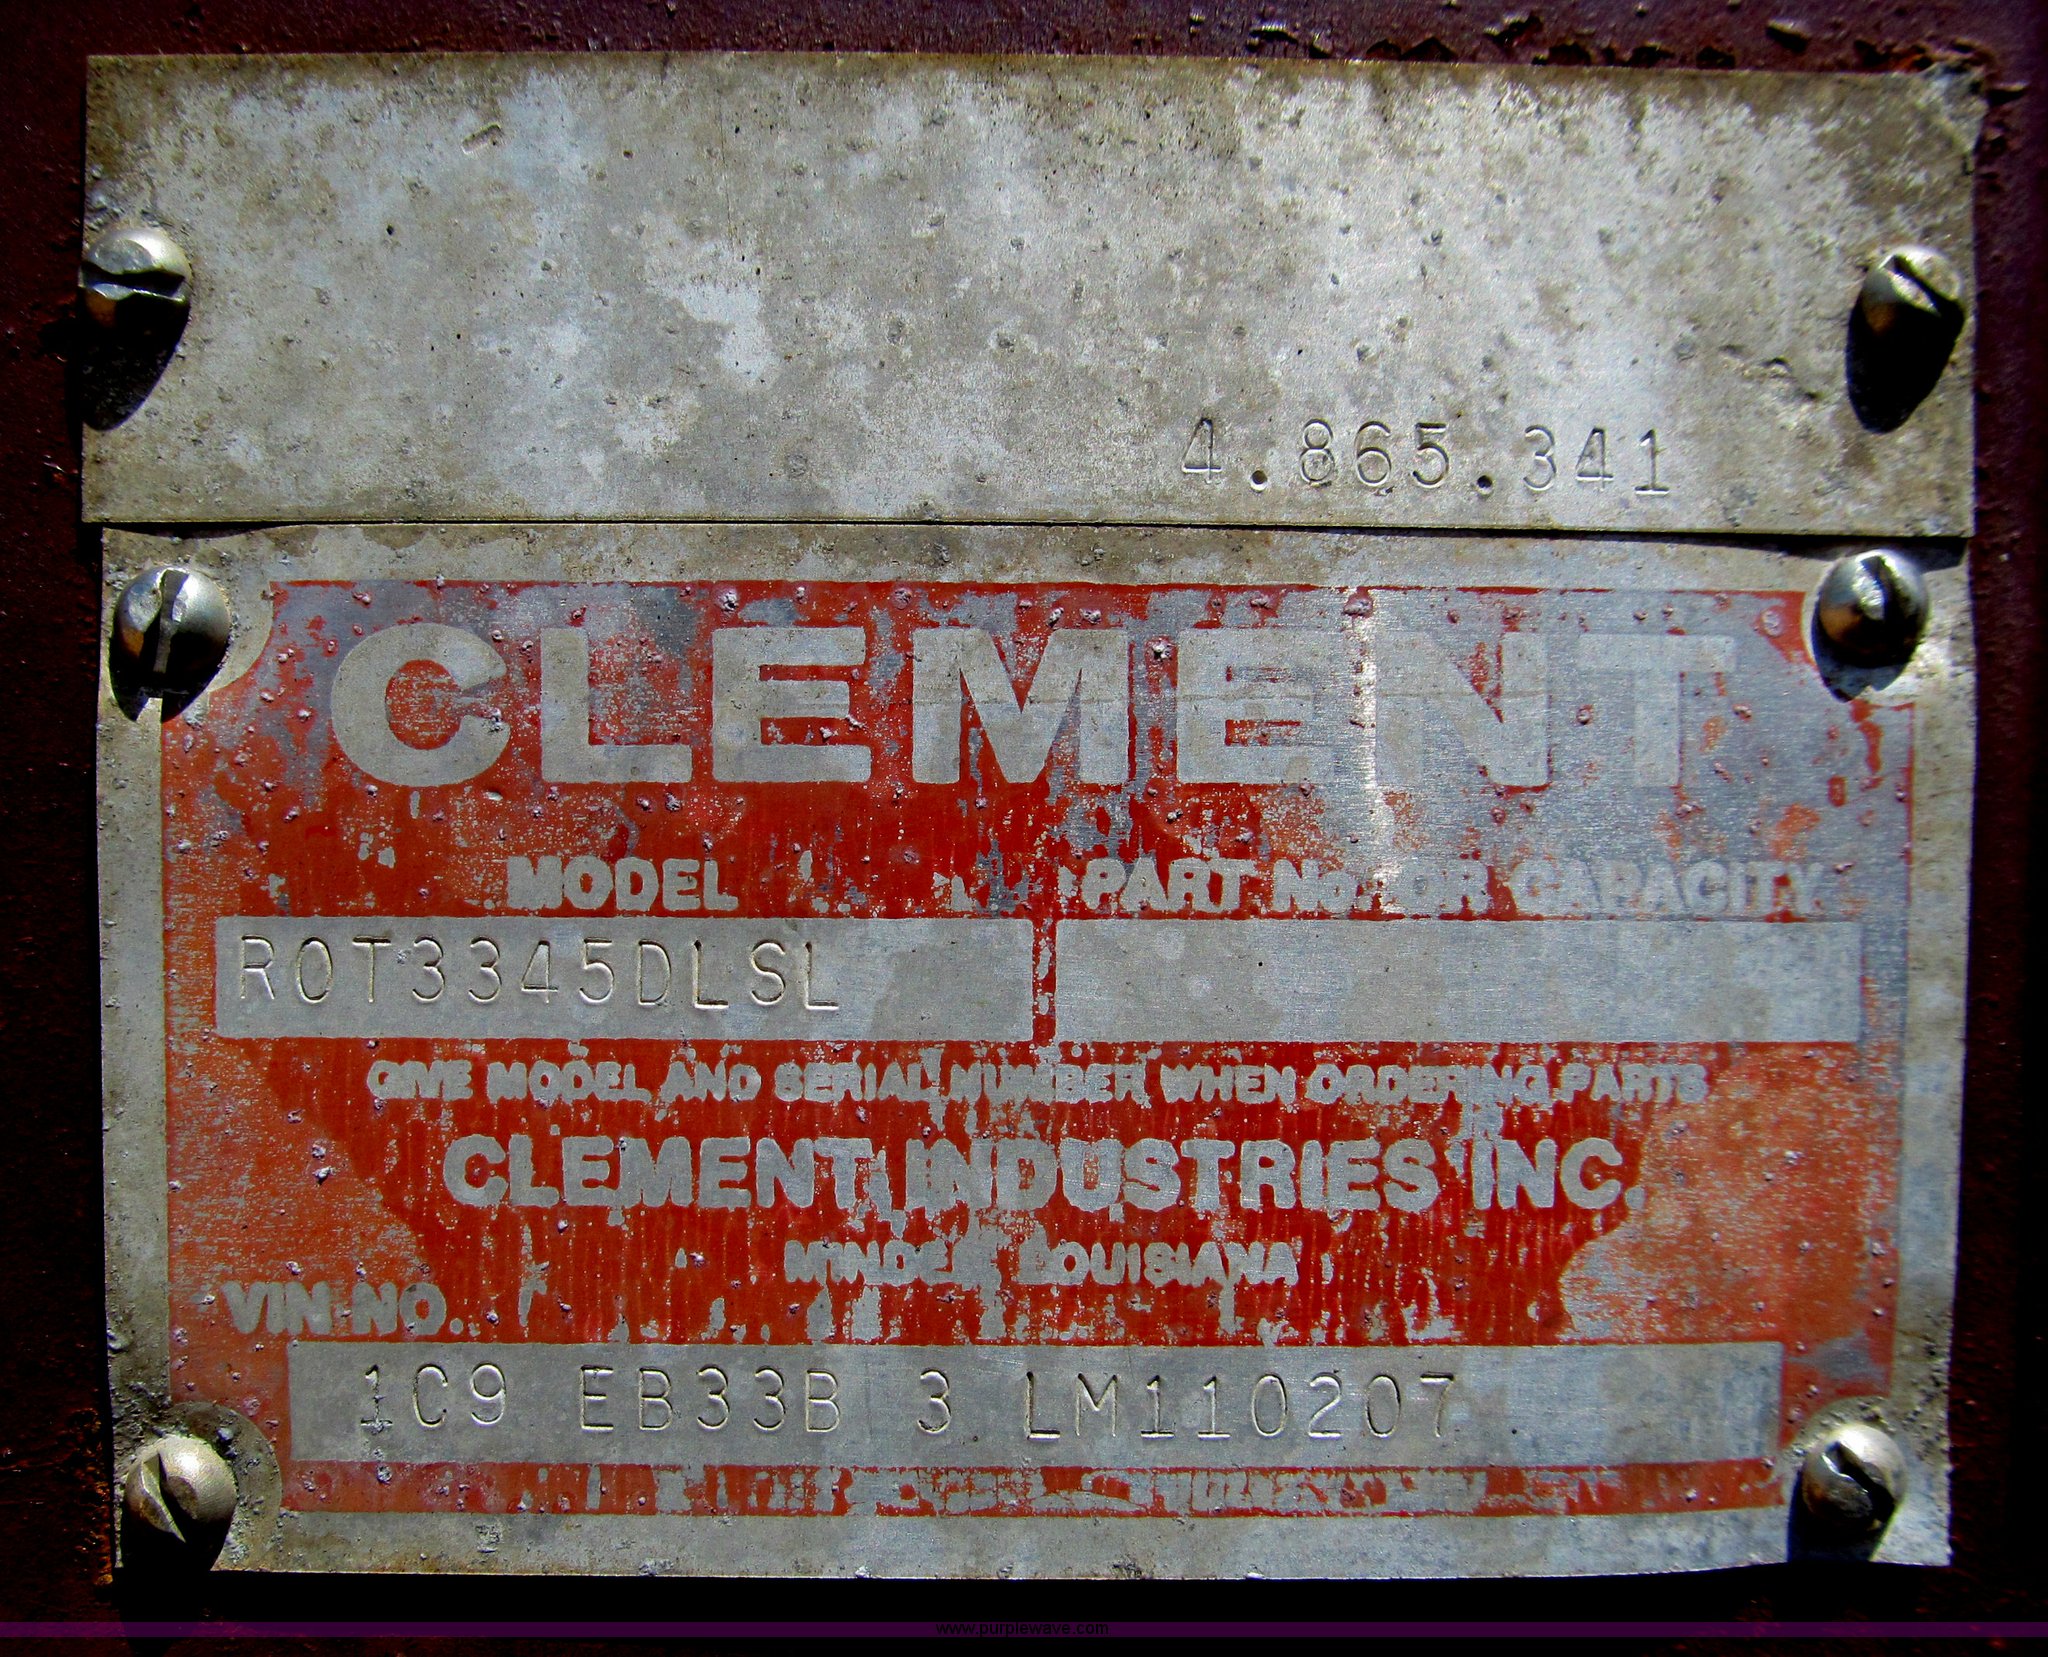 4.865.341
CLEMENT
MODEL PART No. OR CAPACITY
ROT3345DLSL
GIVE MODEL AND SERIAL NUMBER WHEN ORDERING PARTS
CLEMENT INDUSTRIES INC.
MINDEN LOUISIANA
VIN NO.
1C9 EB33B 3 LM110207
www.purplewave.com